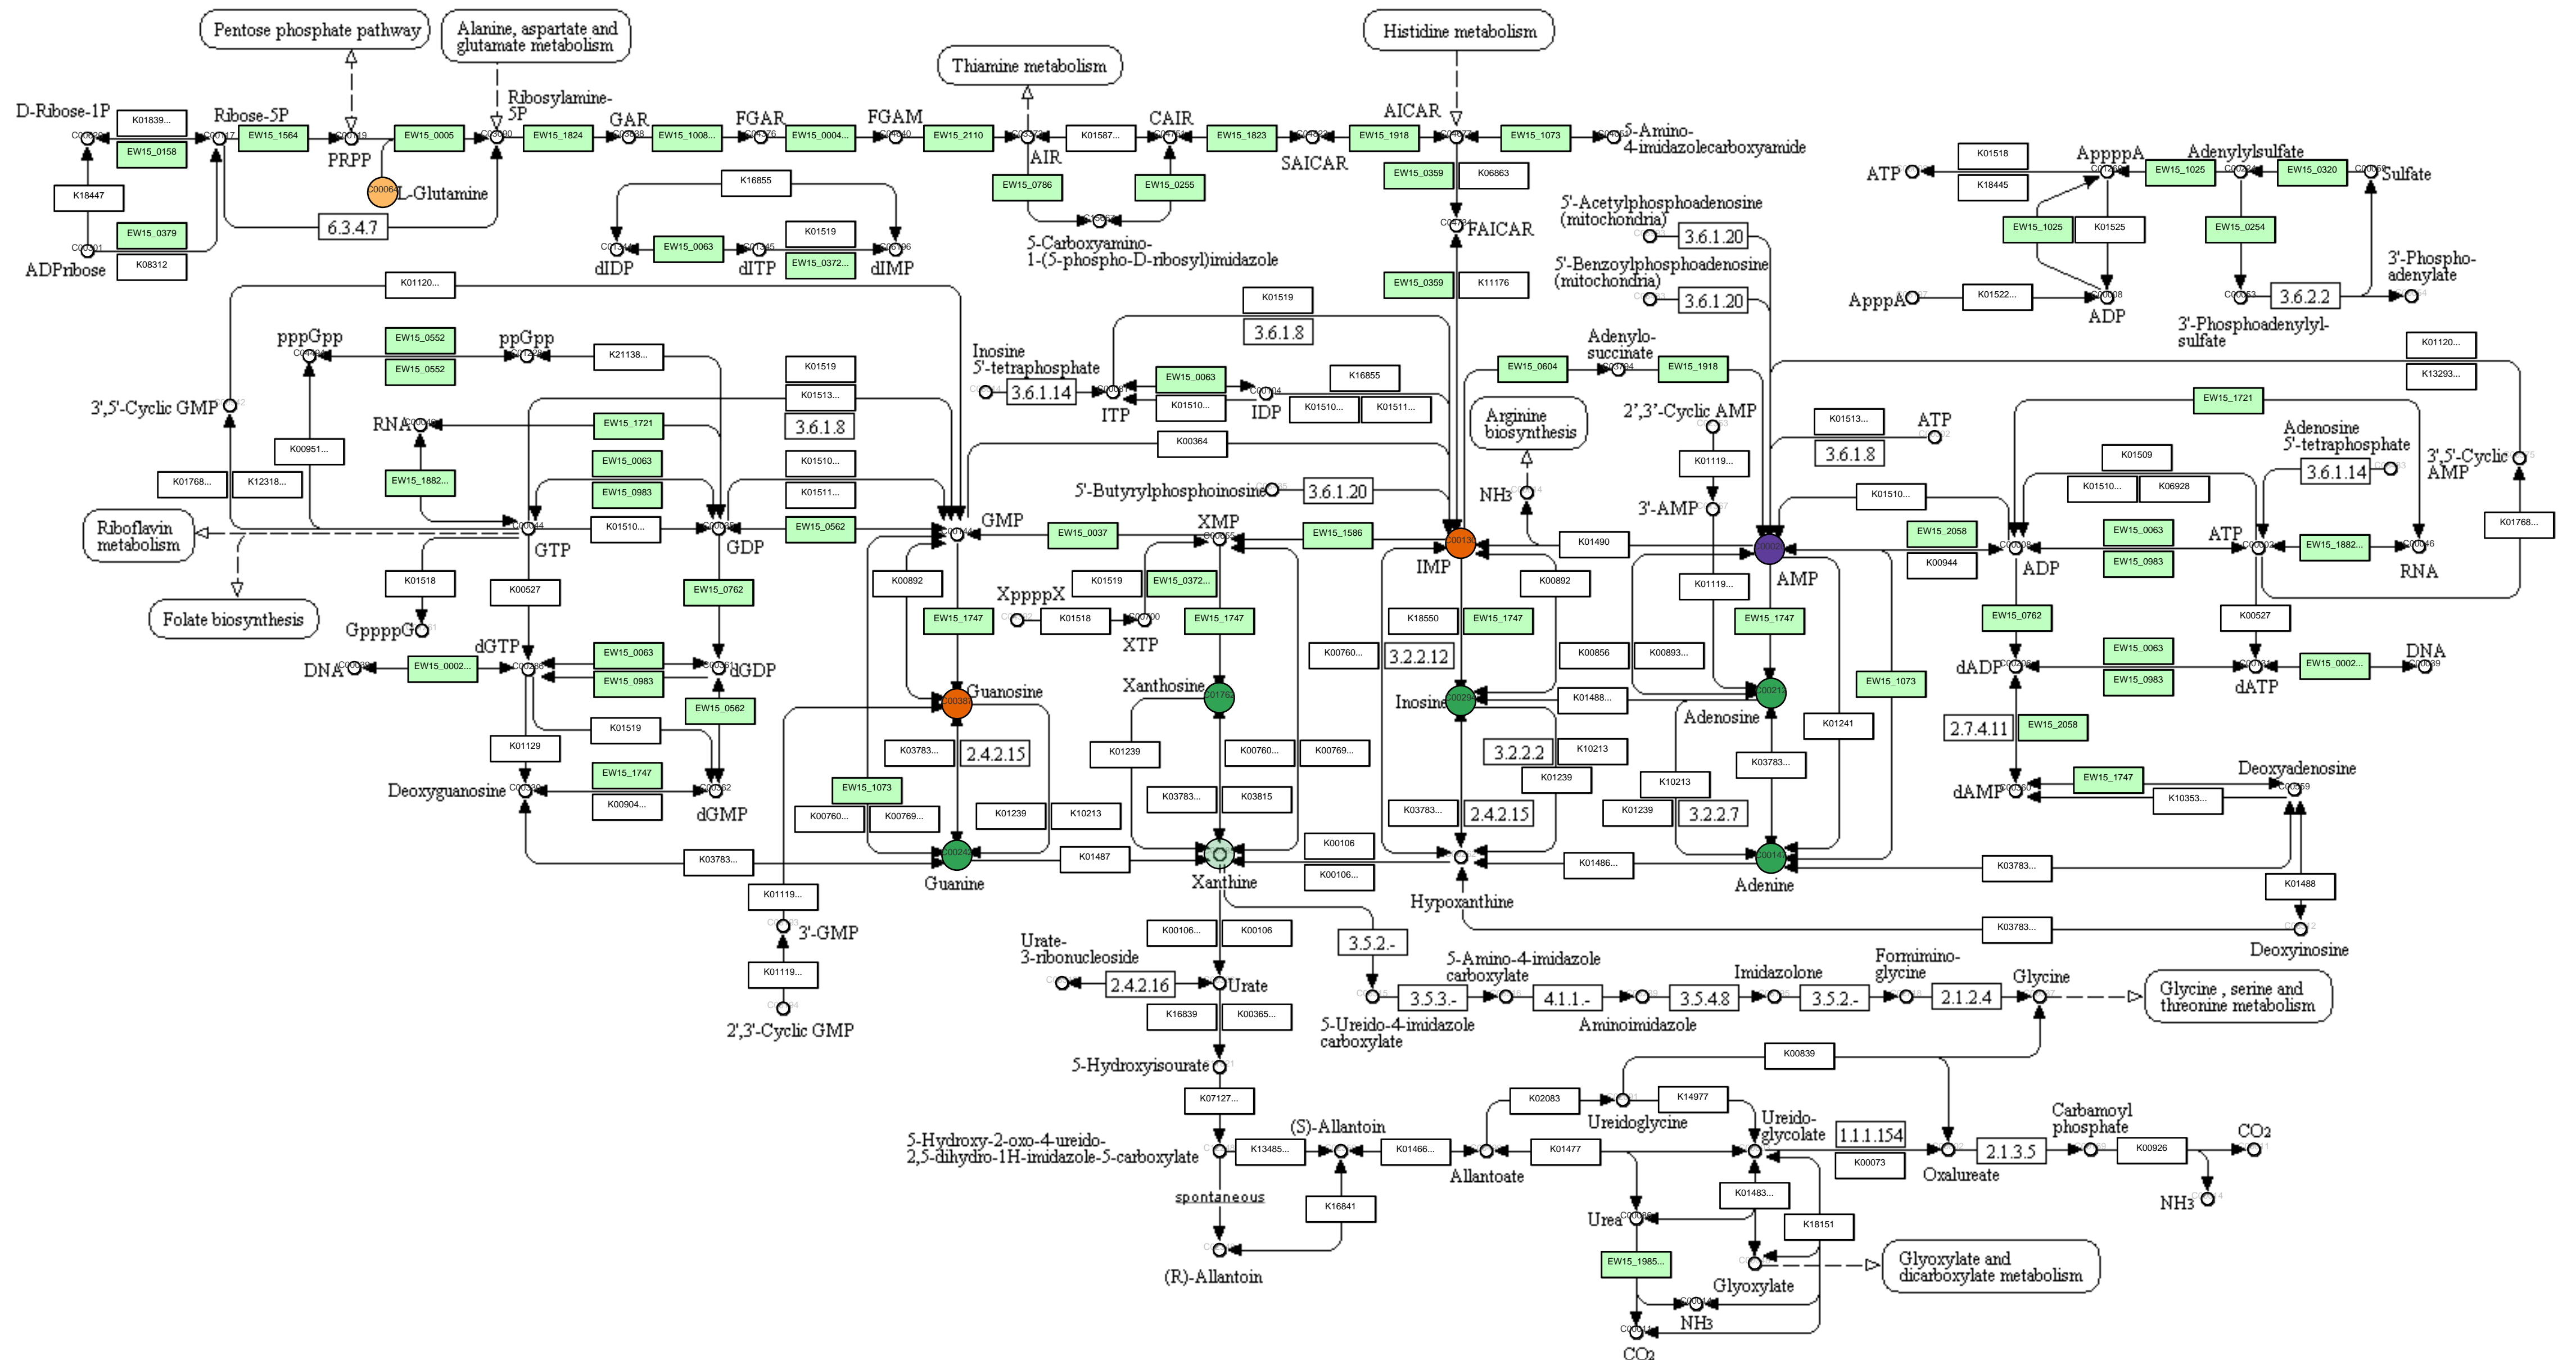 Pentose phosphate pathway
Alanine, aspartate and
glutamate metabolism
Histidine metabolism
Thiamine metabolism
D-Ribose-1P
K01839...
Ribose-5P
EW15_1564
EW15_0158
PRPP
EW15_0005
Ribosylamine-
5P
EW15_1824
GAR
EW15_1008...
FGAR
EW15_0004...
FGAM
EW15_2110
AIR
K01587...
CAIR
EW15_1823
SAICAR
EW15_1918
AICAR
EW15_1073
5-Amino-
4-imidazolecarboxyamide
K18447
C00064
L-Glutamine
6.3.4.7
EW15_0379
K08312
C00301
ADPribose
K16855
EW15_0063
K01519
EW15_0372...
dIDP
dITP
dIMP
EW15_0786
EW15_0255
5-Carboxyamino-
1-(5-phospho-D-ribosyl)imidazole
EW15_0359
K06863
FAICAR
EW15_0359
K11176
5'-Acetylphosphoadenosine
(mitochondria)
3.6.1.20
5'-Benzoylphosphoadenosine
(mitochondria)
3.6.1.20
ATP
K01518
K18445
AppppA
EW15_1025
Adenylylsulfate
EW15_0320
Sulfate
EW15_1025
K01525
EW15_0254
ApppA
K01522...
ADP
3.6.2.2
3'-Phospho-
adenylate
3'-Phosphoadenylyl-
sulfate
K01120...
pppGpp
EW15_0552
EW15_0552
ppGpp
K21138...
K01519
K01513...
3.6.1.8
K01519
3.6.1.8
Inosine
5'-tetraphosphate
3.6.1.14
ITP
EW15_0063
K01510...
IDP
K16855
K01510...
K01511...
EW15_0604
Adenylo-
succinate
EW15_1918
K01120...
K13293...
3',5'-Cyclic GMP
RNA
EW15_1721
K00951...
EW15_0063
EW15_0983
K01510...
K01511...
K00364
Arginine
biosynthesis
2',3'-Cyclic AMP
K01119...
3'-AMP
K01513...
3.6.1.8
ATP
EW15_1721
Adenosine
5'-tetraphosphate
3.6.1.14
K01509
K01510...
K06928
3',5'-Cyclic
AMP
K01768...
K12318...
EW15_1882...
5'-Butyrylphosphoinosine
3.6.1.20
NH3
K01510...
K01768...
Riboflavin
metabolism
GTP
K01510...
GDP
EW15_0562
GMP
EW15_0037
XMP
EW15_1586
C00130
IMP
K01490
AMP
EW15_2058
K00944
ADP
EW15_0063
EW15_0983
ATP
EW15_1882...
RNA
Folate biosynthesis
K01518
GppppG
K00527
EW15_0762
K00892
EW15_1747
K01519
EW15_0372...
XppppX
K01518
XTP
EW15_1747
K18550
EW15_1747
K00892
K01119...
EW15_1747
EW15_0762
K00527
DNA
EW15_0002...
dGTP
EW15_0063
EW15_0983
dGDP
K00760...
3.2.2.12
K00856
K00893...
EW15_1073
dADP
EW15_0063
EW15_0983
dATP
EW15_0002...
DNA
C00387
Guanosine
Xanthosine
C01762
Inosine
K01488...
C00212
Adenosine
EW15_0562
K01519
K01129
K03783...
2.4.2.15
K01239
K00760...
K00769...
3.2.2.2
K10213
K01239
K03783...
K01241
2.7.4.11
EW15_2058
Deoxyguanosine
EW15_1747
K00904...
dGMP
EW15_1073
K00760...
K00769...
K01239
K10213
K03783...
K03815
K03783...
2.4.2.15
K10213
K01239
3.2.2.7
dAMP
EW15_1747
K10353...
Deoxyadenosine
K03783...
C00242
Guanine
K01487
Xanthine
K00106
K00106...
Hypoxanthine
K01486...
C00147
Adenine
K03783...
K01488
K01119...
3'-GMP
K01119...
2',3'-Cyclic GMP
K00106...
K00106
3.5.2.-
K03783...
Deoxyinosine
Urate-
3-ribonucleoside
2.4.2.16
Urate
5-Amino-4-imidazole
carboxylate
Imidazolone
Formimino-
glycine
Glycine
3.5.3.-
4.1.1.-
3.5.4.8
3.5.2.-
2.1.2.4
Glycine , serine and
threonine metabolism
5-Ureido-4-imidazole
carboxylate
Aminoimidazole
K16839
K00365...
5-Hydroxyisourate
K07127...
K00839
K02083
Ureidoglycine
K14977
5-Hydroxy-2-oxo-4-ureido-
2,5-dihydro-1H-imidazole-5-carboxylate
K13485...
(S)-Allantoin
K01466...
Allantoate
K01477
Ureido-
glycolate
1.1.1.154
K00073
Oxalureate
2.1.3.5
Carbamoyl
phosphate
K00926
CO2
NH3
spontaneous
K16841
(R)-Allantoin
K01483...
K18151
Urea
EW15_1985...
Glyoxylate
Glyoxylate and
dicarboxylate metabolism
NH3
CO2